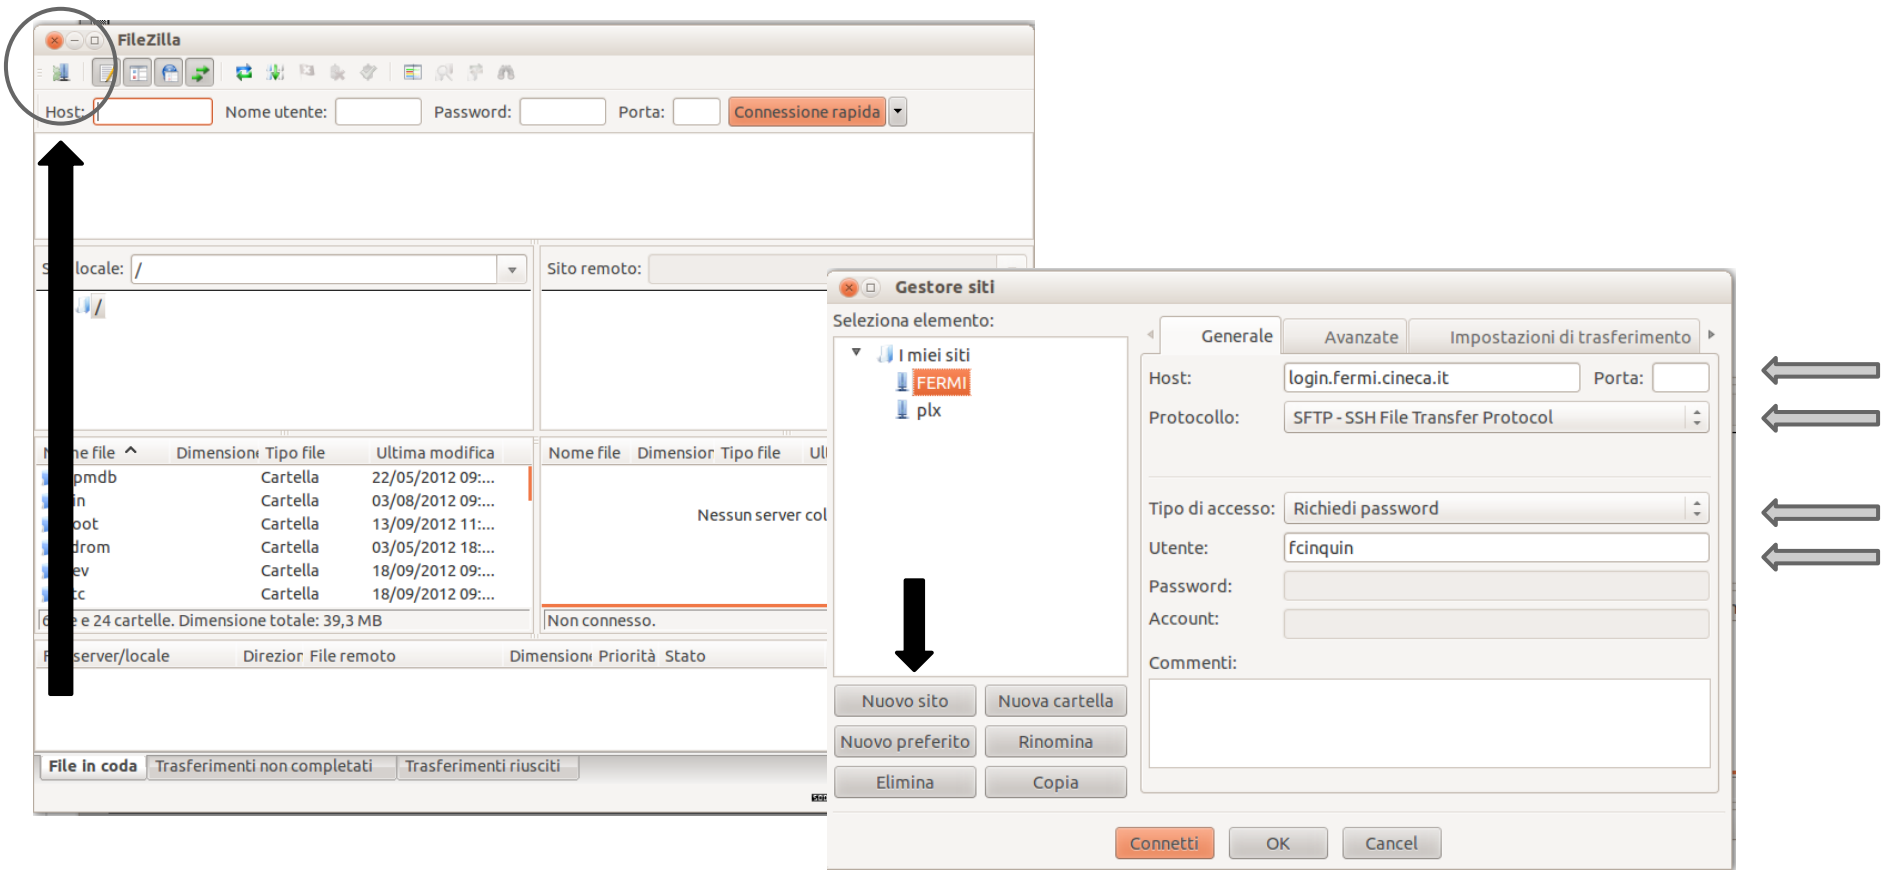 FileZilla
Host: Nome utente: Password: Porta: Connessione rapida
locale: /
Sito remoto:
/
file Dimensione Tipo file Ultima modifica
pmdb Cartella 22/05/2012 09:...
in Cartella 03/08/2012 09:...
oot Cartella 13/09/2012 11:...
drom Cartella 03/05/2012 18:...
ev Cartella 18/09/2012 09:...
tc Cartella 18/09/2012 09:...
e 24 cartelle. Dimensione totale: 39,3 MB
Nome file Dimension Tipo file Ul
Nessun server col
Non connesso.
server/locale Direzior File remoto Dimensione Priorità Stato
File in coda Trasferimenti non completati Trasferimenti riusciti
Gestore siti
Seleziona elemento:
I miei siti
FERMI
plx
Nuovo sito Nuova cartella
Nuovo preferito Rinomina
Elimina Copia
Generale Avanzate Impostazioni di trasferimento
Host: login.fermi.cineca.it Porta:
Protocollo: SFTP - SSH File Transfer Protocol
Tipo di accesso: Richiedi password
Utente: fcinquin
Password:
Account:
Commenti:
Connetti OK Cancel